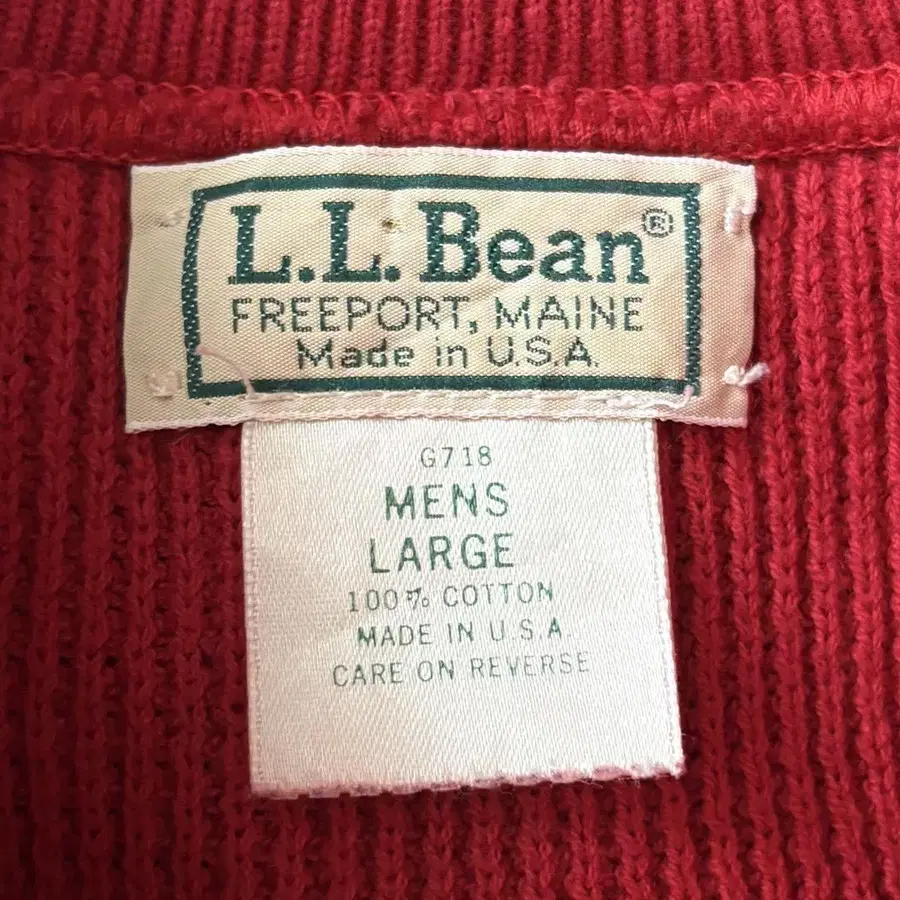 L.L. Bean®
FREEPORT, MAINE
Made in U.S.A.
G718
MENS
LARGE
100% COTTON
MADE IN U.S.A.
CARE ON REVERSE